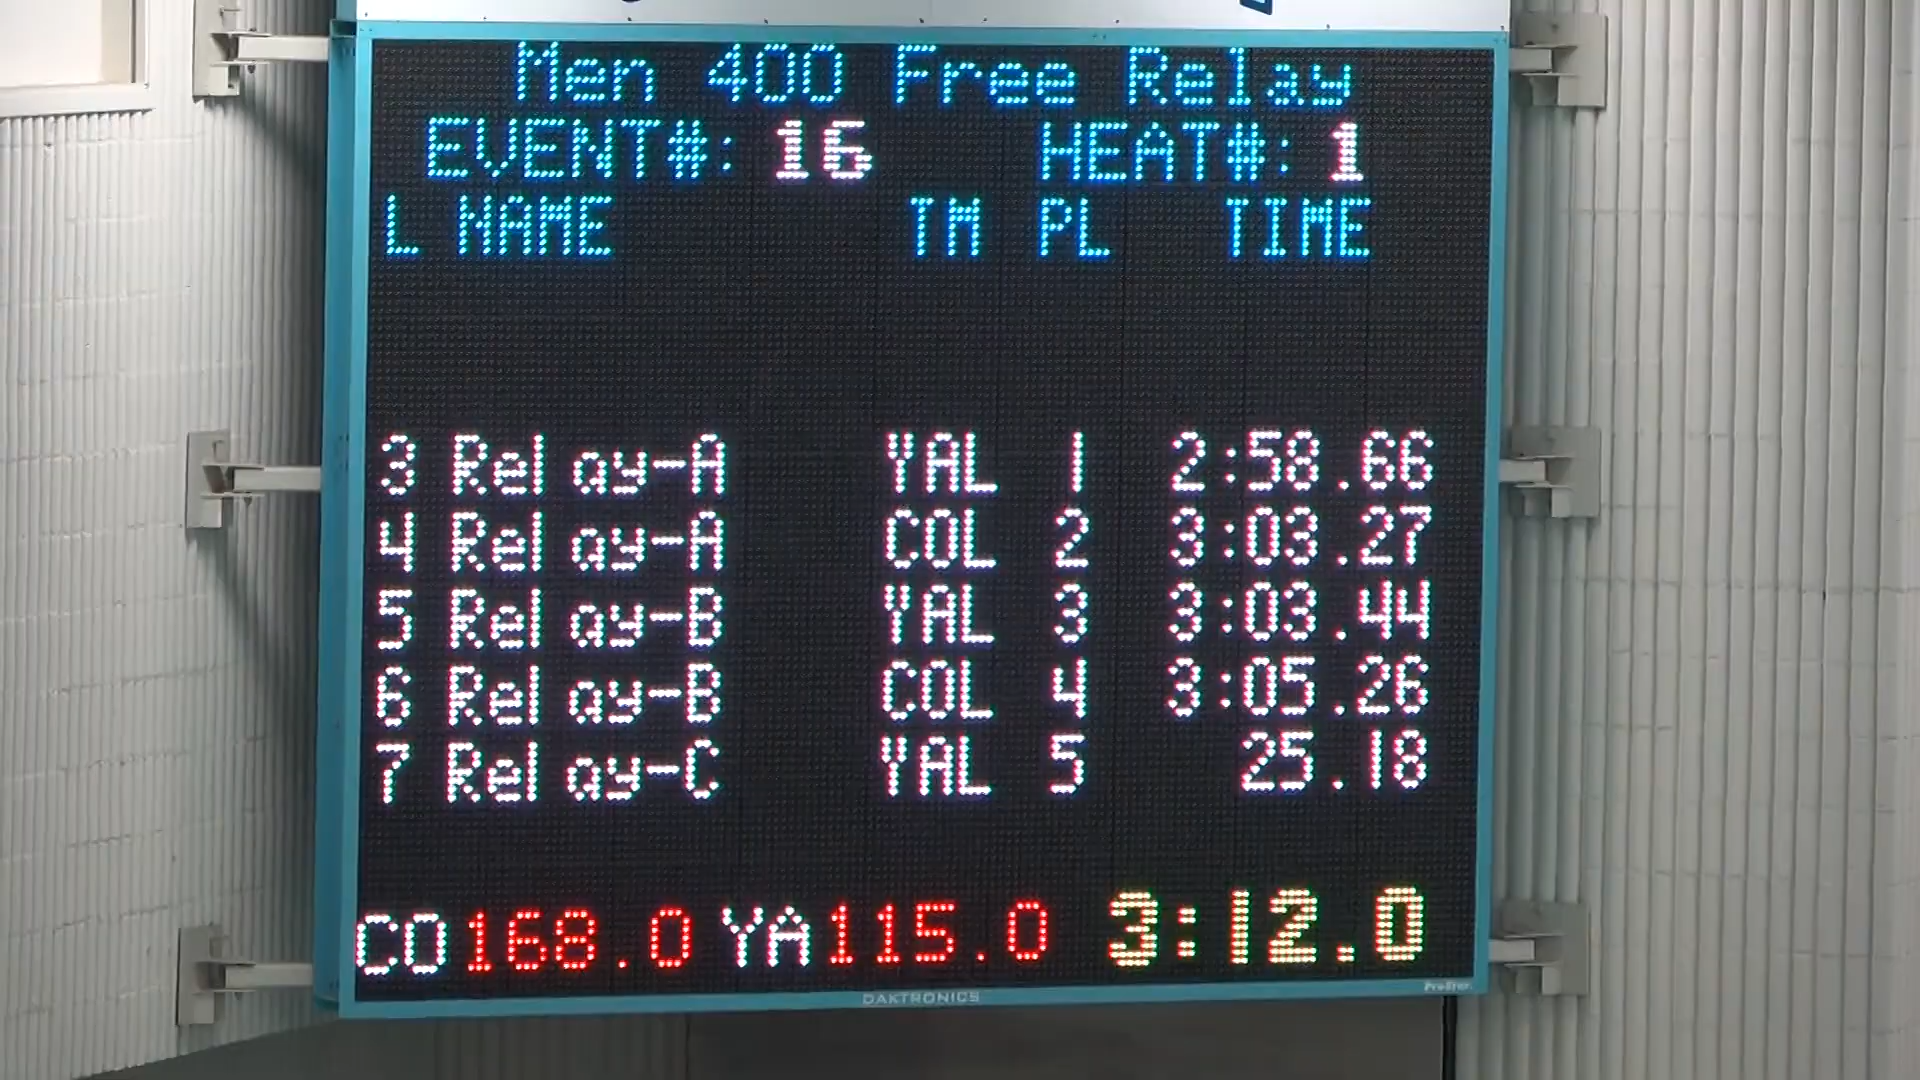 Men 400 Free Relay
EVENT#: 16 HEAT#: 1
L NAME TM PL TIME
3 Relay-A YAL 1 2:58.66
4 Relay-A COL 2 3:03.27
5 Relay-B YAL 3 3:03.44
6 Relay-B COL 4 3:05.26
7 Relay-C YAL 5 25.18
CO 168.0 YA 115.0 3:12.0
DAKTRONICS